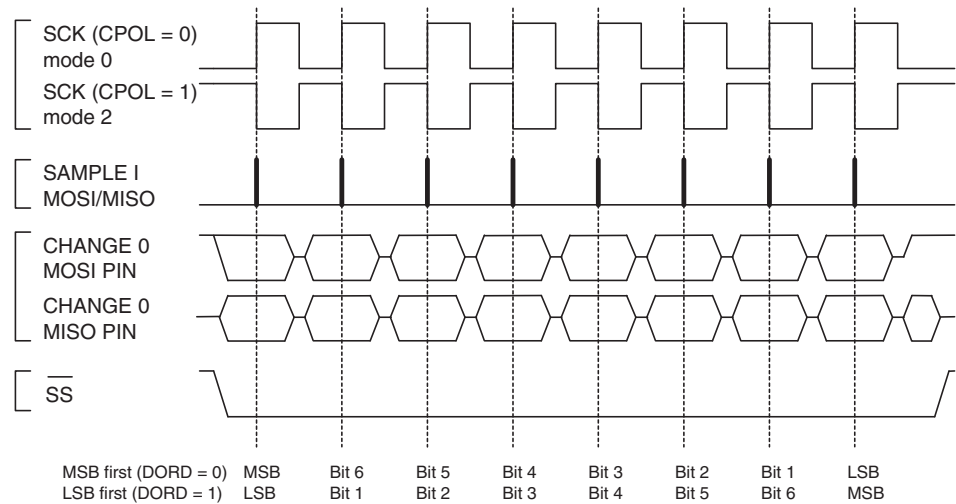 SCK (CPOL = 0)
mode 0
SCK (CPOL = 1)
mode 2
SAMPLE I
MOSI/MISO
CHANGE 0
MOSI PIN
CHANGE 0
MISO PIN
SS
MSB first (DORD = 0) MSB Bit 6 Bit 5 Bit 4 Bit 3 Bit 2 Bit 1 LSB
LSB first (DORD = 1) LSB Bit 1 Bit 2 Bit 3 Bit 4 Bit 5 Bit 6 MSB